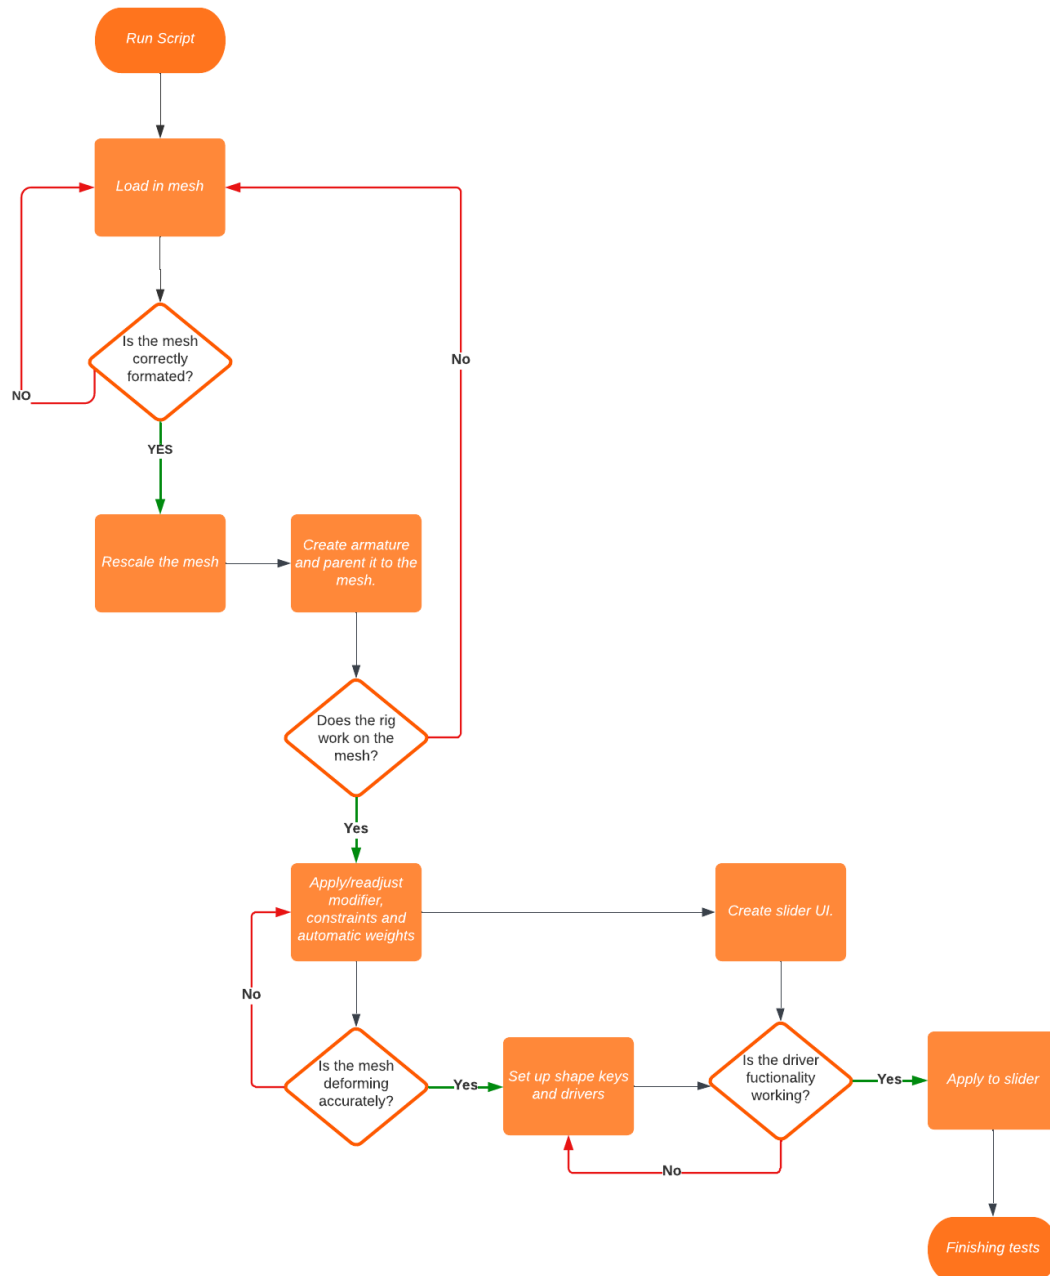 Run Script
Load in mesh
Is the mesh
correctly
formated?
NO
No
YES
Rescale the mesh
Create armature
and parent it to the
mesh.
Does the rig
work on the
mesh?
Yes
Apply/readjust
modifier,
constraints and
automatic weights
Create slider UI.
No
Is the mesh
deforming
accurately?
Yes
Set up shape keys
and drivers
Is the driver
fuctionality
working?
Yes
Apply to slider
No
Finishing tests